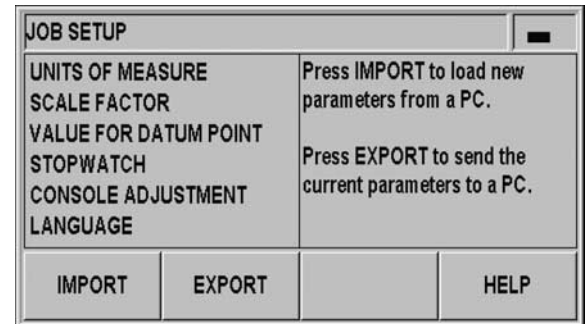 JOB SETUP
UNITS OF MEASURE
SCALE FACTOR
VALUE FOR DATUM POINT
STOPWATCH
CONSOLE ADJUSTMENT
LANGUAGE
Press IMPORT to load new
parameters from a PC.
Press EXPORT to send the
current parameters to a PC.
IMPORT
EXPORT
HELP